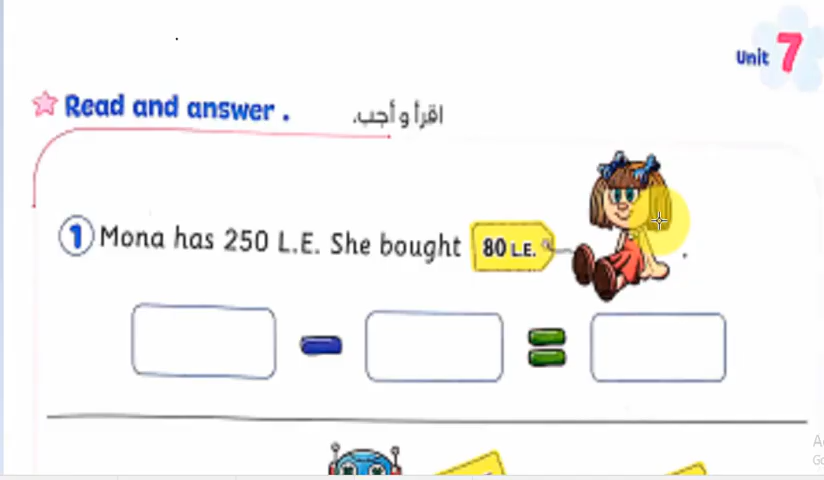 Unit 7
Read and answer . اقرأ و أجب.
1 Mona has 250 L.E. She bought 80 L.E. .
- =